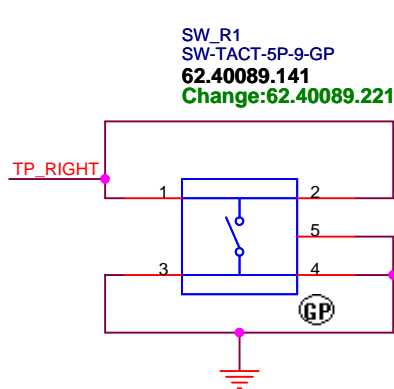 SW_R1
SW-TACT-5P-9-GP
62.40089.141
Change:62.40089.221
TP_RIGHT
1 2
5
3 4
GP